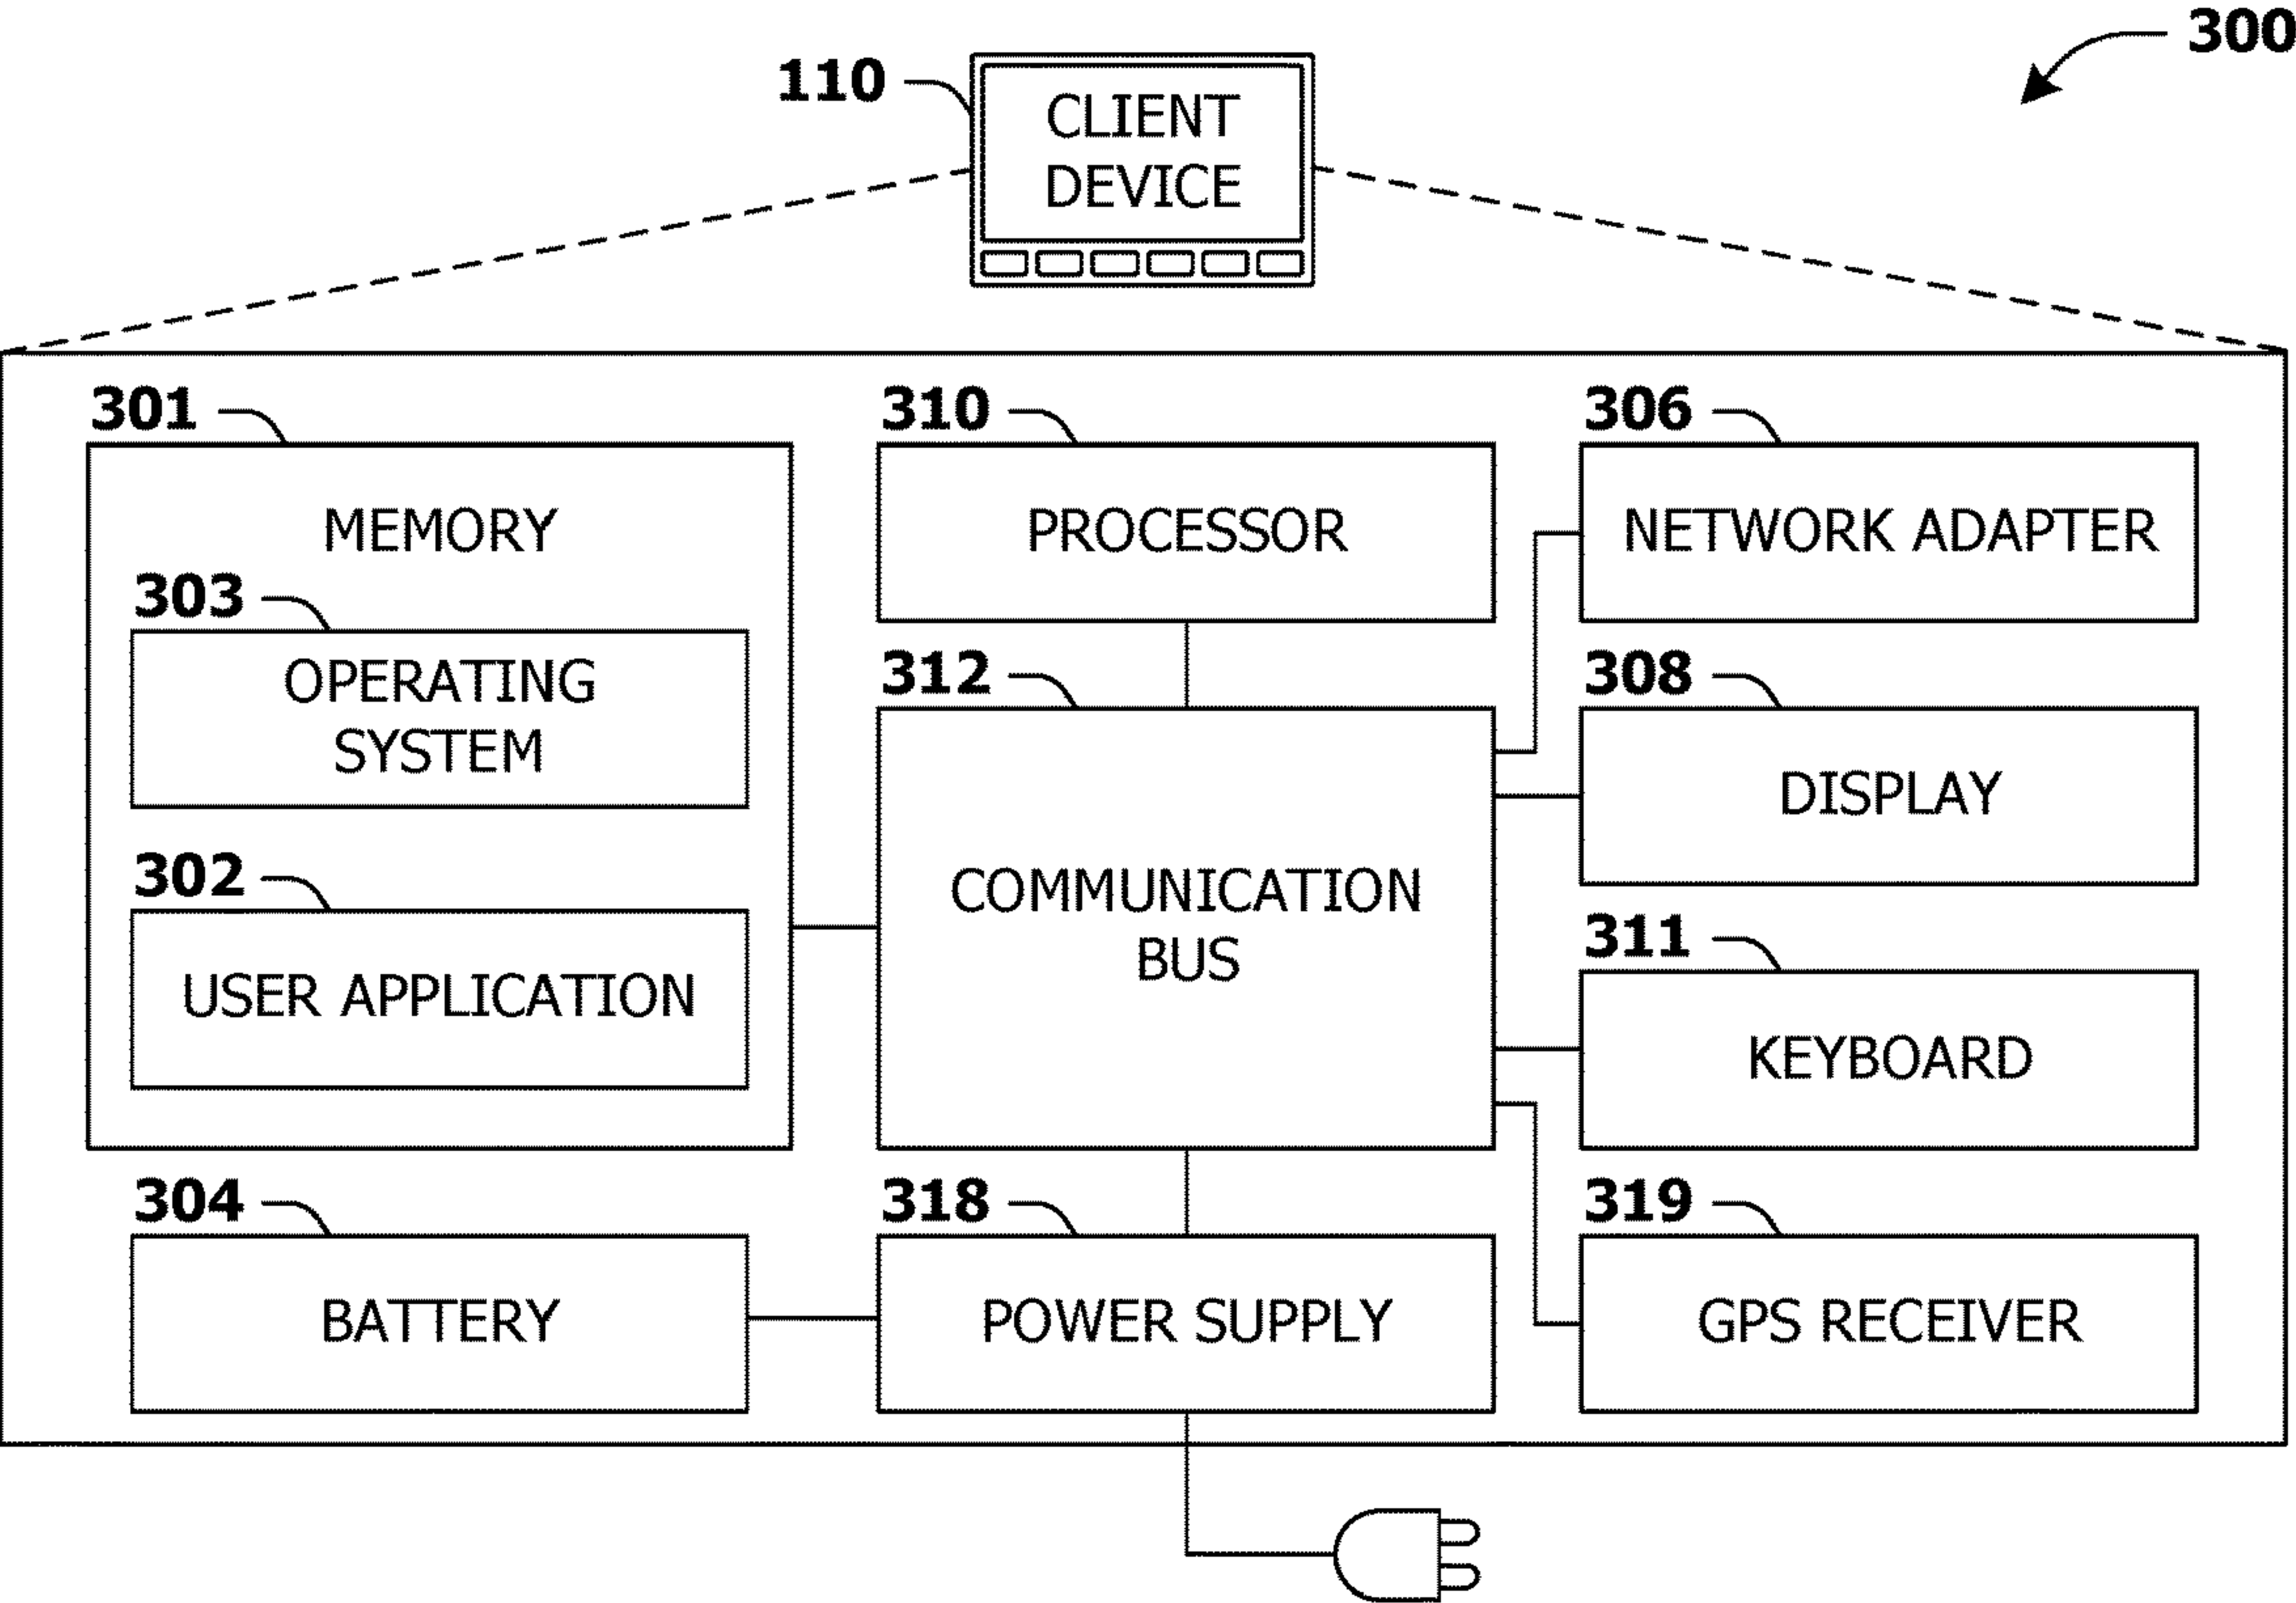 300
110
CLIENT
DEVICE
301
MEMORY
303
OPERATING
SYSTEM
302
USER APPLICATION
304
BATTERY
310
PROCESSOR
312
COMMUNICATION
BUS
318
POWER SUPPLY
306
NETWORK ADAPTER
308
DISPLAY
311
KEYBOARD
319
GPS RECEIVER